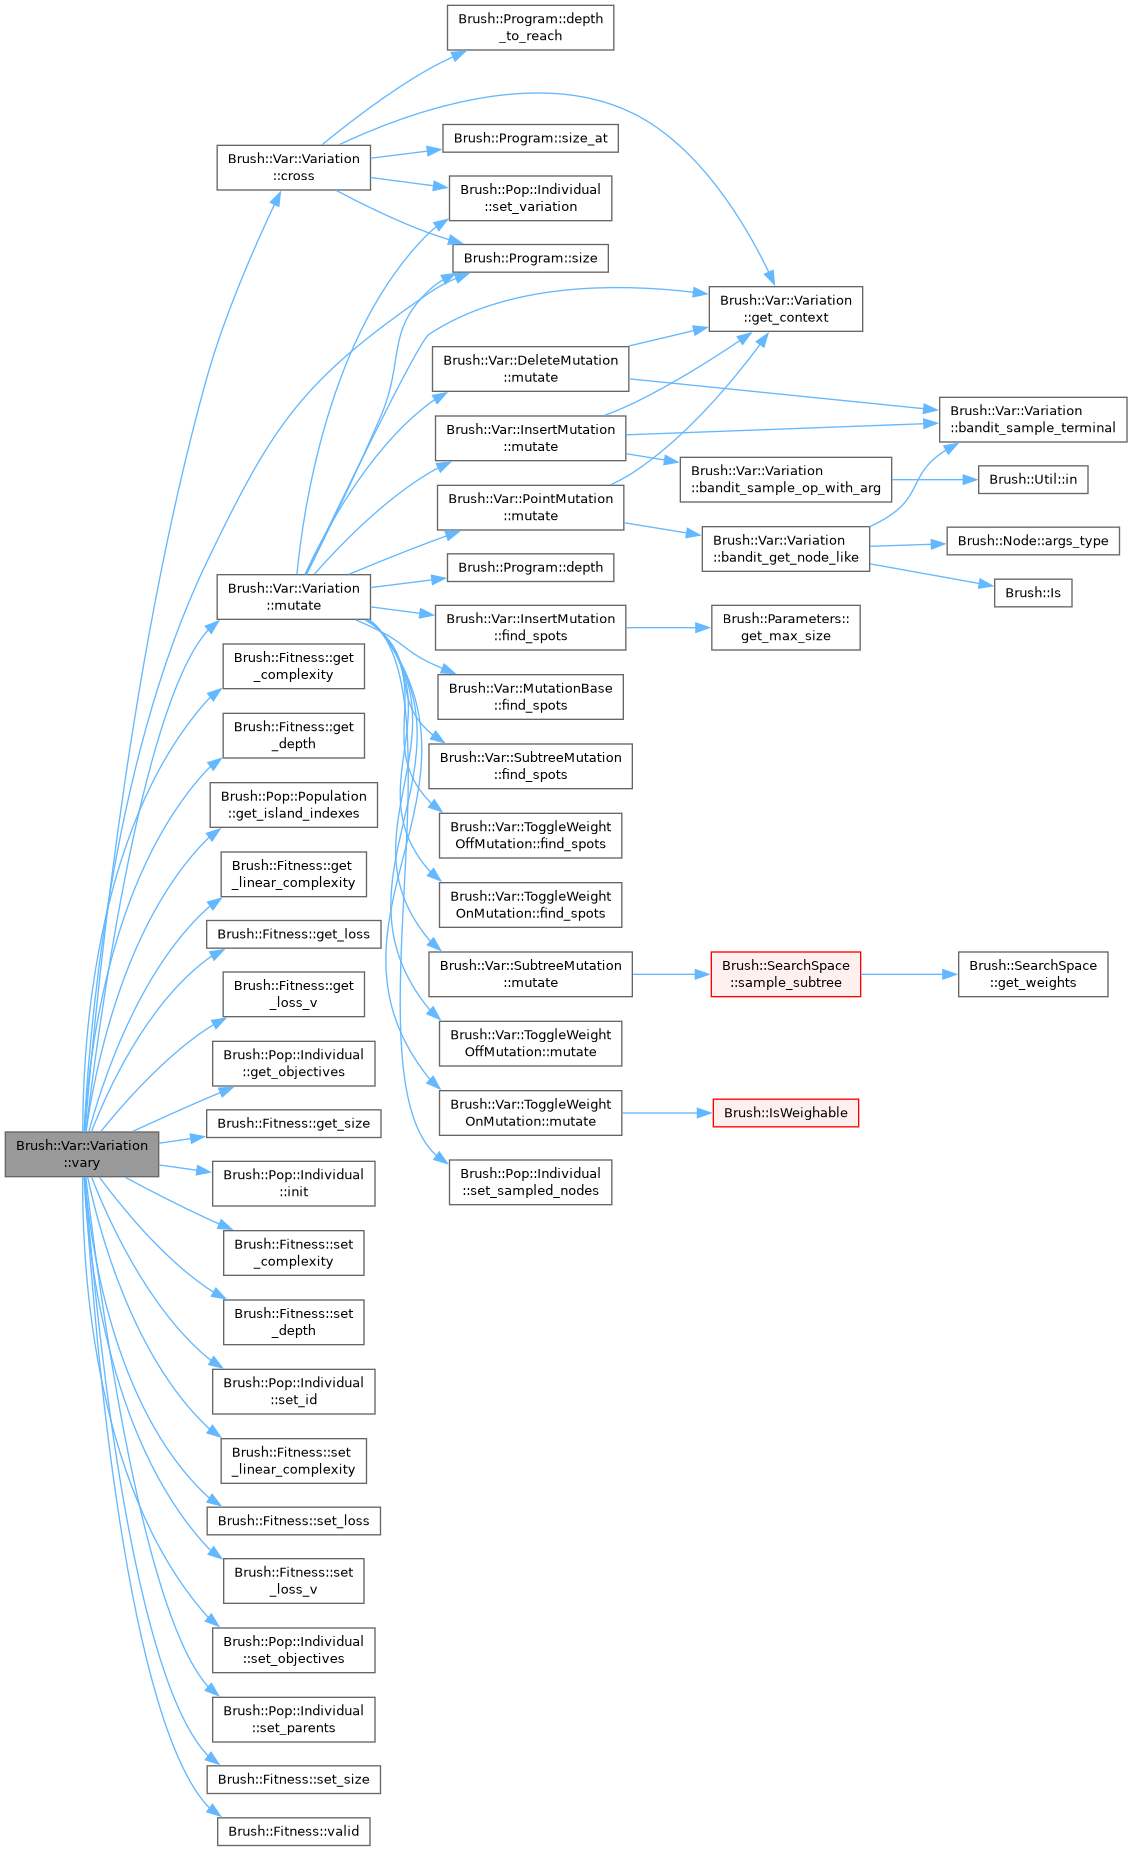 Brush::Program::depth
_to_reach
Brush::Var::Variation
::cross
Brush::Program::size_at
Brush::Pop::Individual
::set_variation
Brush::Program::size
Brush::Var::Variation
::get_context
Brush::Var::DeleteMutation
::mutate
Brush::Var::InsertMutation
::mutate
Brush::Var::Variation
::bandit_sample_terminal
Brush::Var::Variation
::bandit_sample_op_with_arg
Brush::Util::in
Brush::Var::PointMutation
::mutate
Brush::Var::Variation
::bandit_get_node_like
Brush::Node::args_type
Brush::Is
Brush::Program::depth
Brush::Var::Variation
::mutate
Brush::Var::InsertMutation
::find_spots
Brush::Parameters::
get_max_size
Brush::Fitness::get
_complexity
Brush::Var::MutationBase
::find_spots
Brush::Fitness::get
_depth
Brush::Var::SubtreeMutation
::find_spots
Brush::Pop::Population
::get_island_indexes
Brush::Var::ToggleWeight
OffMutation::find_spots
Brush::Fitness::get
_linear_complexity
Brush::Var::ToggleWeight
OnMutation::find_spots
Brush::Fitness::get_loss
Brush::Var::SubtreeMutation
::mutate
Brush::SearchSpace
::sample_subtree
Brush::SearchSpace
::get_weights
Brush::Fitness::get
_loss_v
Brush::Var::ToggleWeight
OffMutation::mutate
Brush::Pop::Individual
::get_objectives
Brush::Var::ToggleWeight
OnMutation::mutate
Brush::IsWeighable
Brush::Fitness::get_size
Brush::Var::Variation
::vary
Brush::Pop::Individual
::init
Brush::Pop::Individual
::set_sampled_nodes
Brush::Fitness::set
_complexity
Brush::Fitness::set
_depth
Brush::Pop::Individual
::set_id
Brush::Fitness::set
_linear_complexity
Brush::Fitness::set_loss
Brush::Fitness::set
_loss_v
Brush::Pop::Individual
::set_objectives
Brush::Pop::Individual
::set_parents
Brush::Fitness::set_size
Brush::Fitness::valid